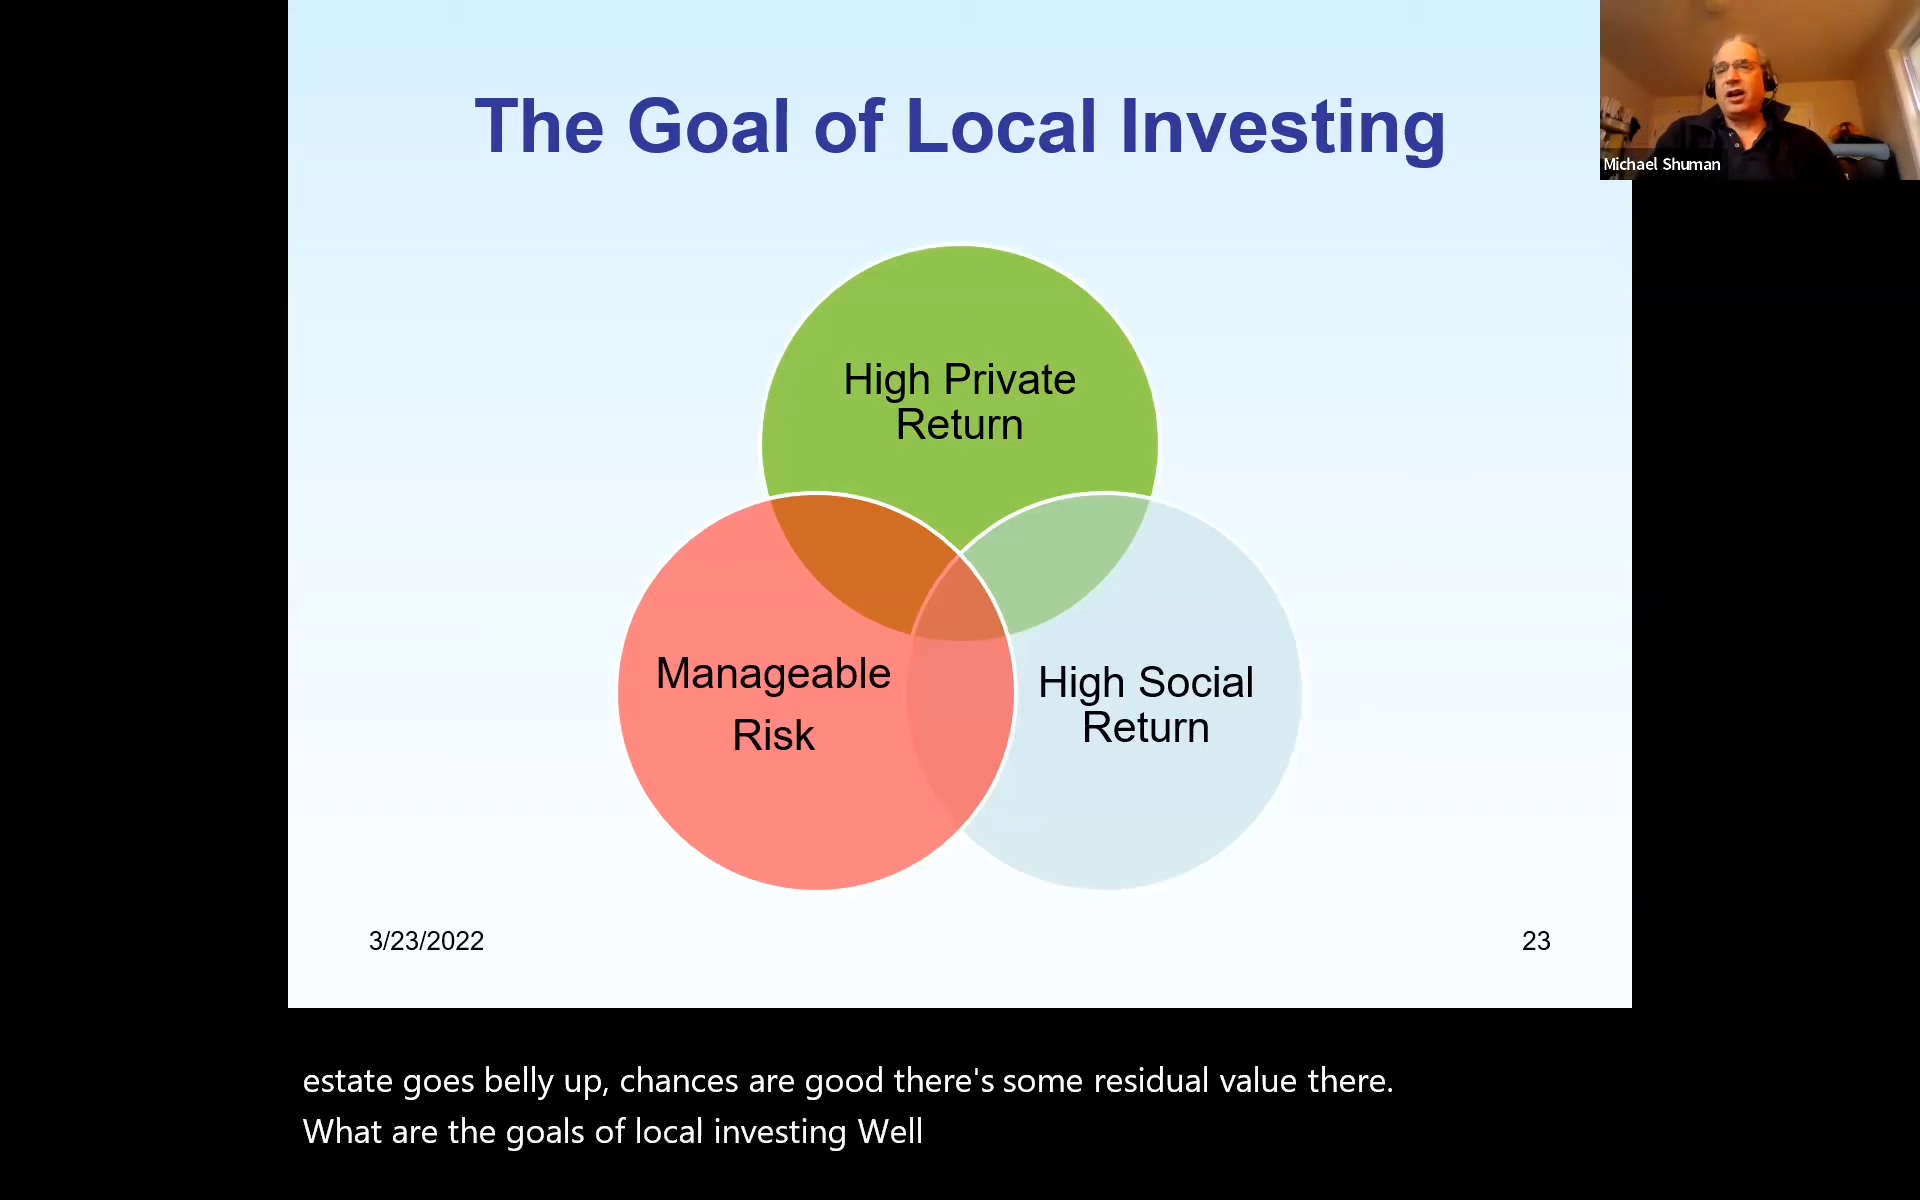 The Goal of Local Investing
Michael Shuman
High Private
Return
Manageable
Risk
High Social
Return
3/23/2022
23
estate goes belly up, chances are good there's some residual value there.
What are the goals of local investing Well